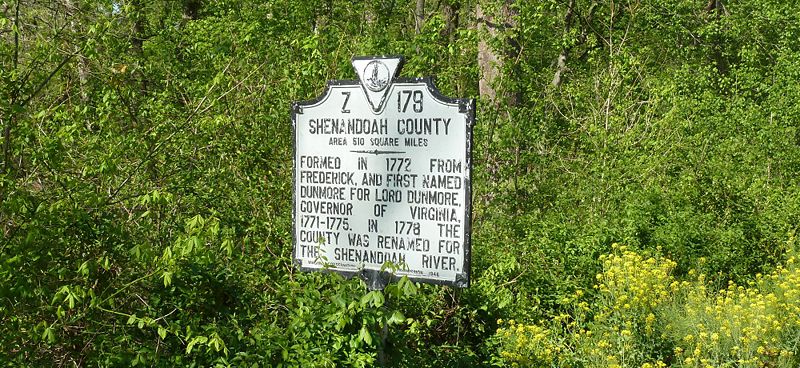 Z 179
SHENANDOAH COUNTY
AREA 510 SQUARE MILES
FORMED IN 1772 FROM
FREDERICK, AND FIRST NAMED
DUNMORE FOR LORD DUNMORE,
GOVERNOR OF VIRGINIA,
1771-1775. IN 1778 THE
COUNTY WAS RENAMED FOR
THE SHENANDOAH RIVER.